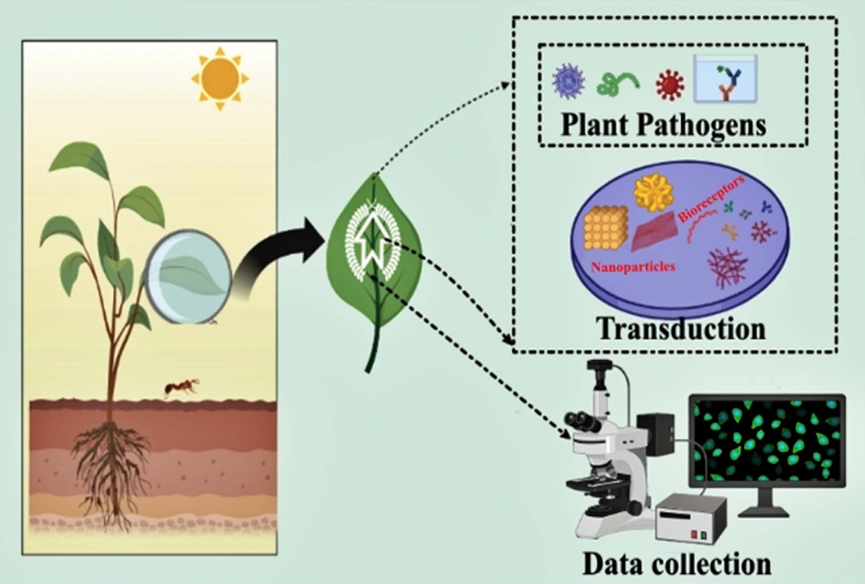 Plant Pathogens
Bioreceptors
Nanoparticles
Transduction
Data collection